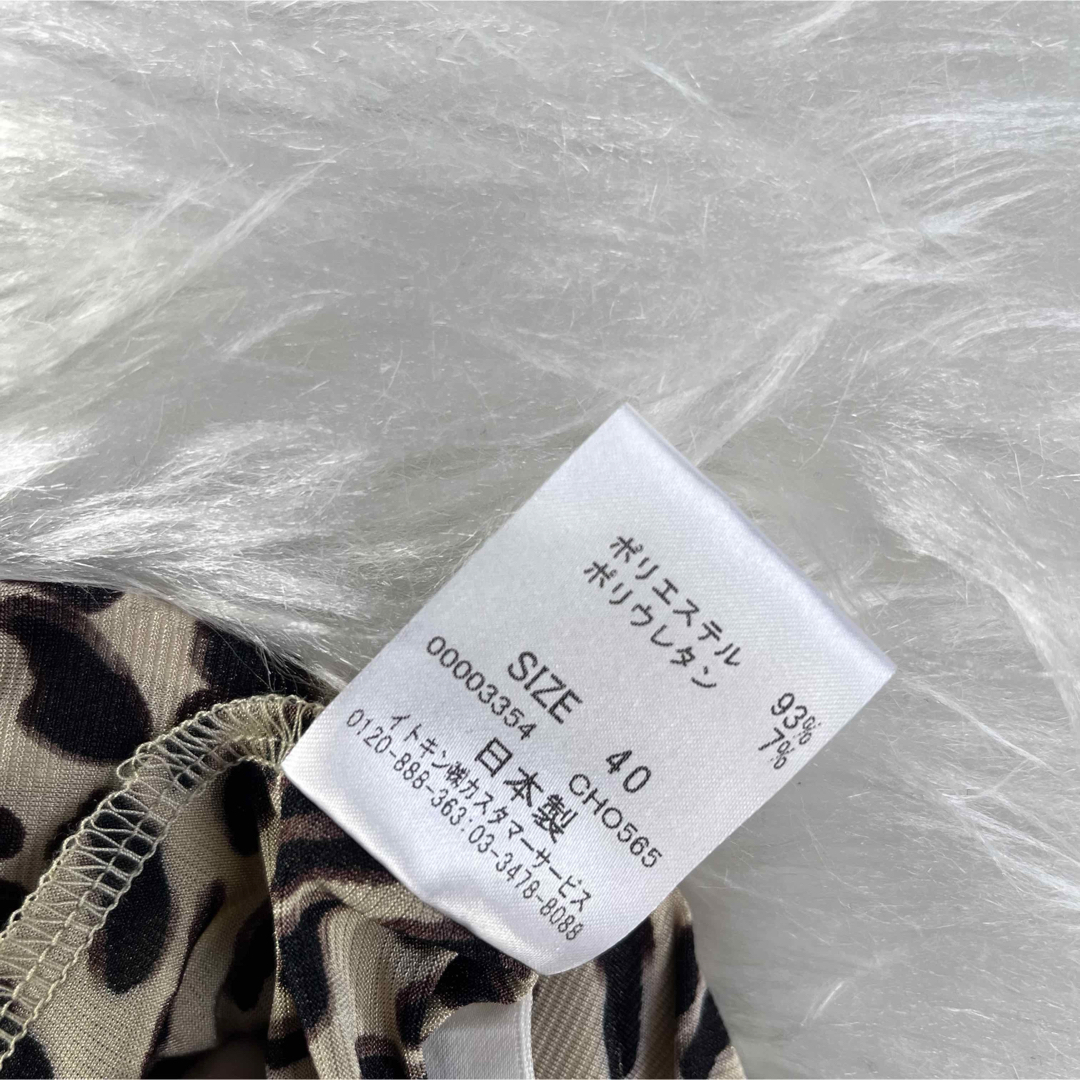 ポリエステル 93%
ポリウレタン 7%
SIZE 40
00003354 CHO565
日本製
イトキン㈱カスタマーサービス
0120-888-363:03-3478-8088